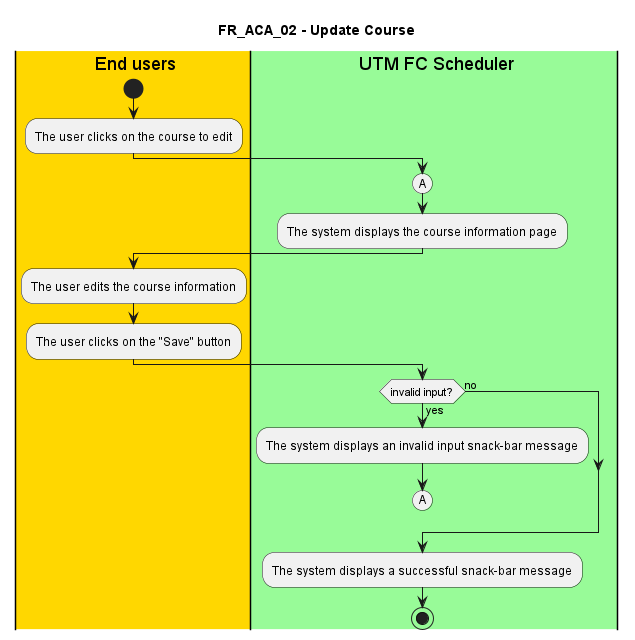 FR_ACA_02 - Update Course
End users
UTM FC Scheduler
The user clicks on the course to edit
A
The system displays the course information page
The user edits the course information
The user clicks on the "Save" button
invalid input?
no
yes
The system displays an invalid input snack-bar message
A
The system displays a successful snack-bar message